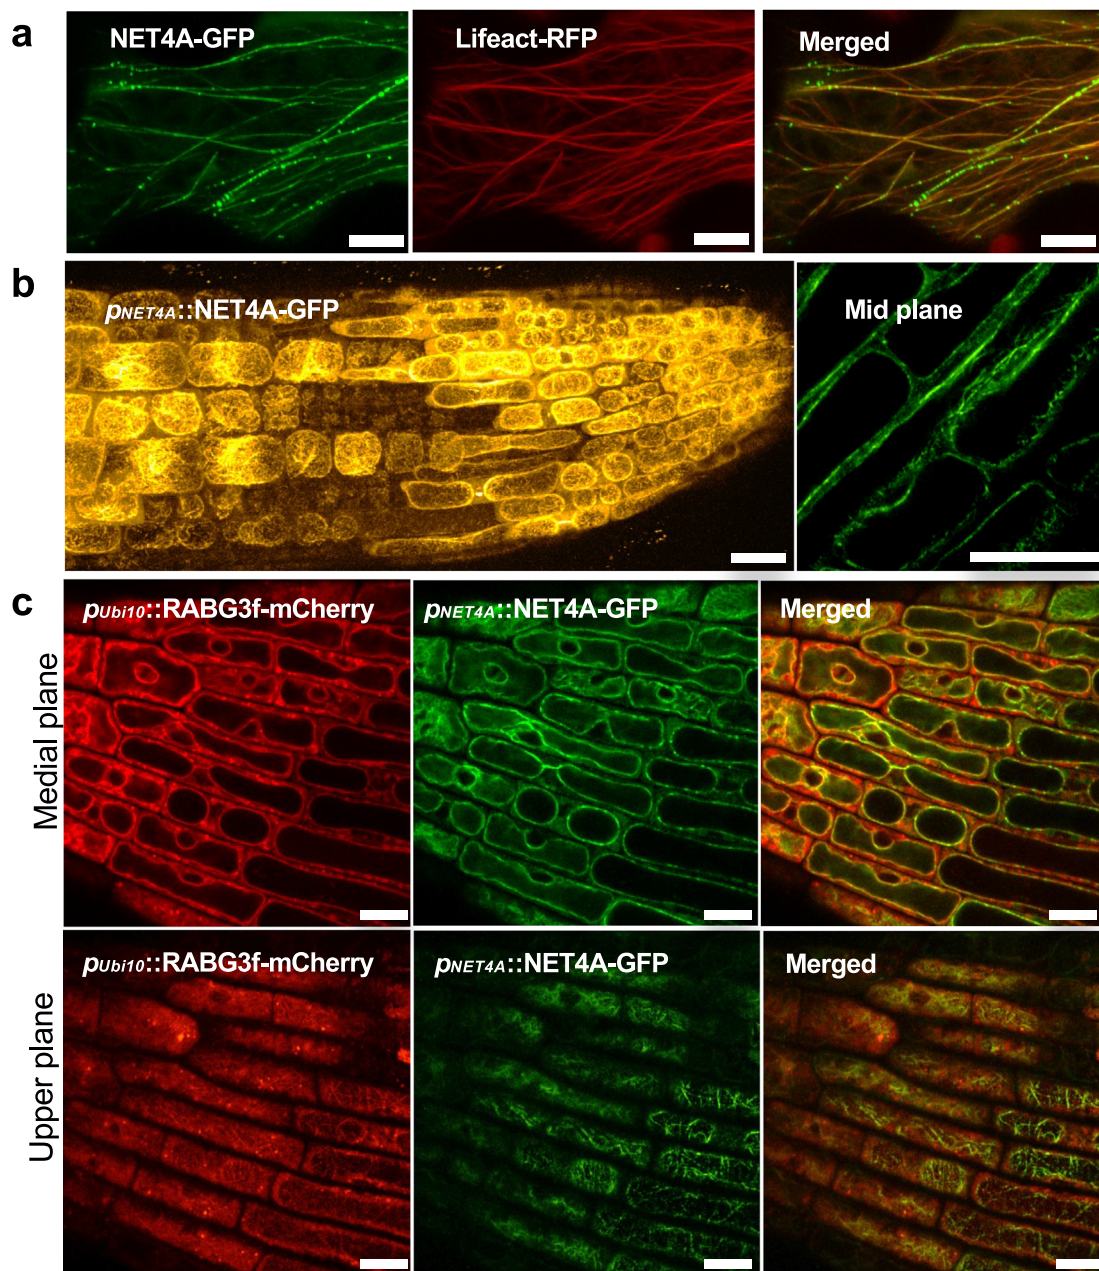 a
NET4A-GFP
Lifeact-RFP
Merged
b
pNET4A::NET4A-GFP
Mid plane
c
Medial plane
pUbi10::RABG3f-mCherry
pNET4A::NET4A-GFP
Merged
Upper plane
pUbi10::RABG3f-mCherry
pNET4A::NET4A-GFP
Merged